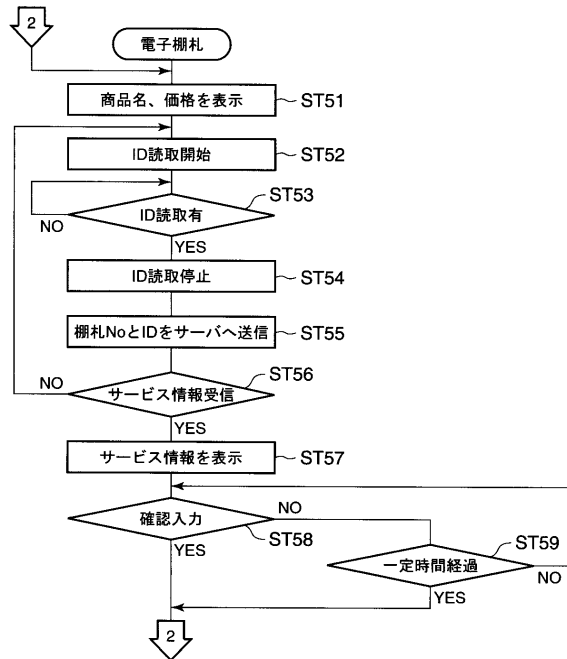 2
電子棚札
商品名、価格を表示 ST51
ID読取開始 ST52
ST53
ID読取有
NO
YES
ID読取停止 ST54
棚札NoとIDをサーバへ送信 ST55
ST56
NO
サービス情報受信
YES
サービス情報を表示 ST57
NO
確認入力
ST58
YES
ST59
一定時間経過
NO
YES
2